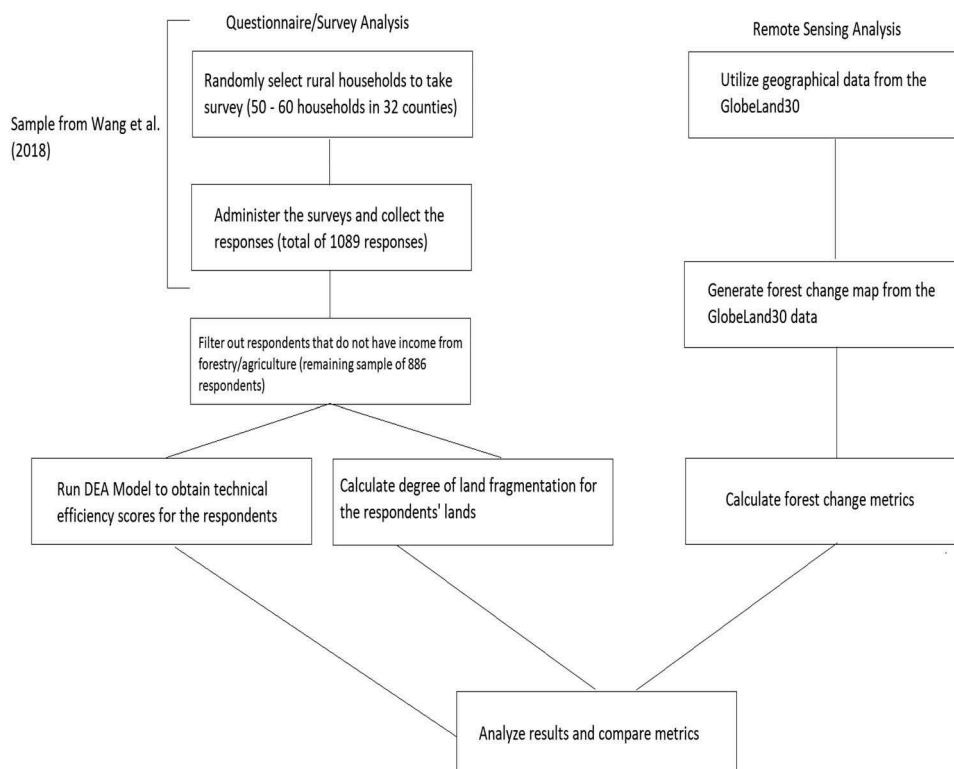 Questionnaire/Survey Analysis
Randomly select rural households to take
survey (50 - 60 households in 32 counties)
Sample from Wang et al.
(2018)
Administer the surveys and collect the
responses (total of 1089 responses)
Filter out respondents that do not have income from
forestry/agriculture (remaining sample of 886
respondents)
Run DEA Model to obtain technical
efficiency scores for the respondents
Calculate degree of land fragmentation for
the respondents' lands
Remote Sensing Analysis
Utilize geographical data from the
GlobeLand30
Generate forest change map from the
GlobeLand30 data
Calculate forest change metrics
Analyze results and compare metrics